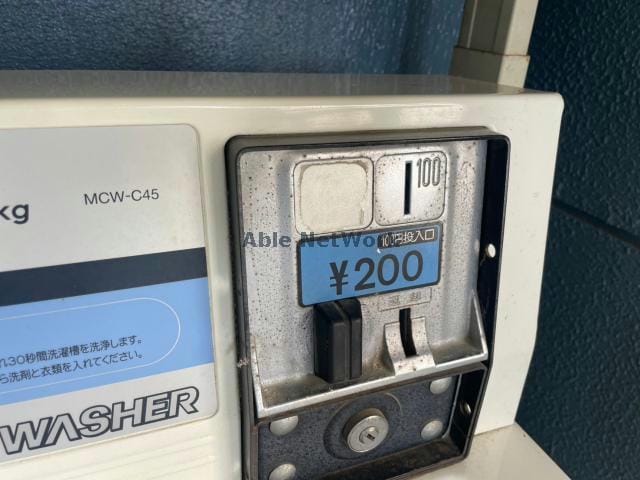 kg
MCW-C45
れ30秒間洗濯槽を洗浄します。
ら洗剤と衣類を入れてください。
WASHER
100
100円投入口
¥200
Able NetWork